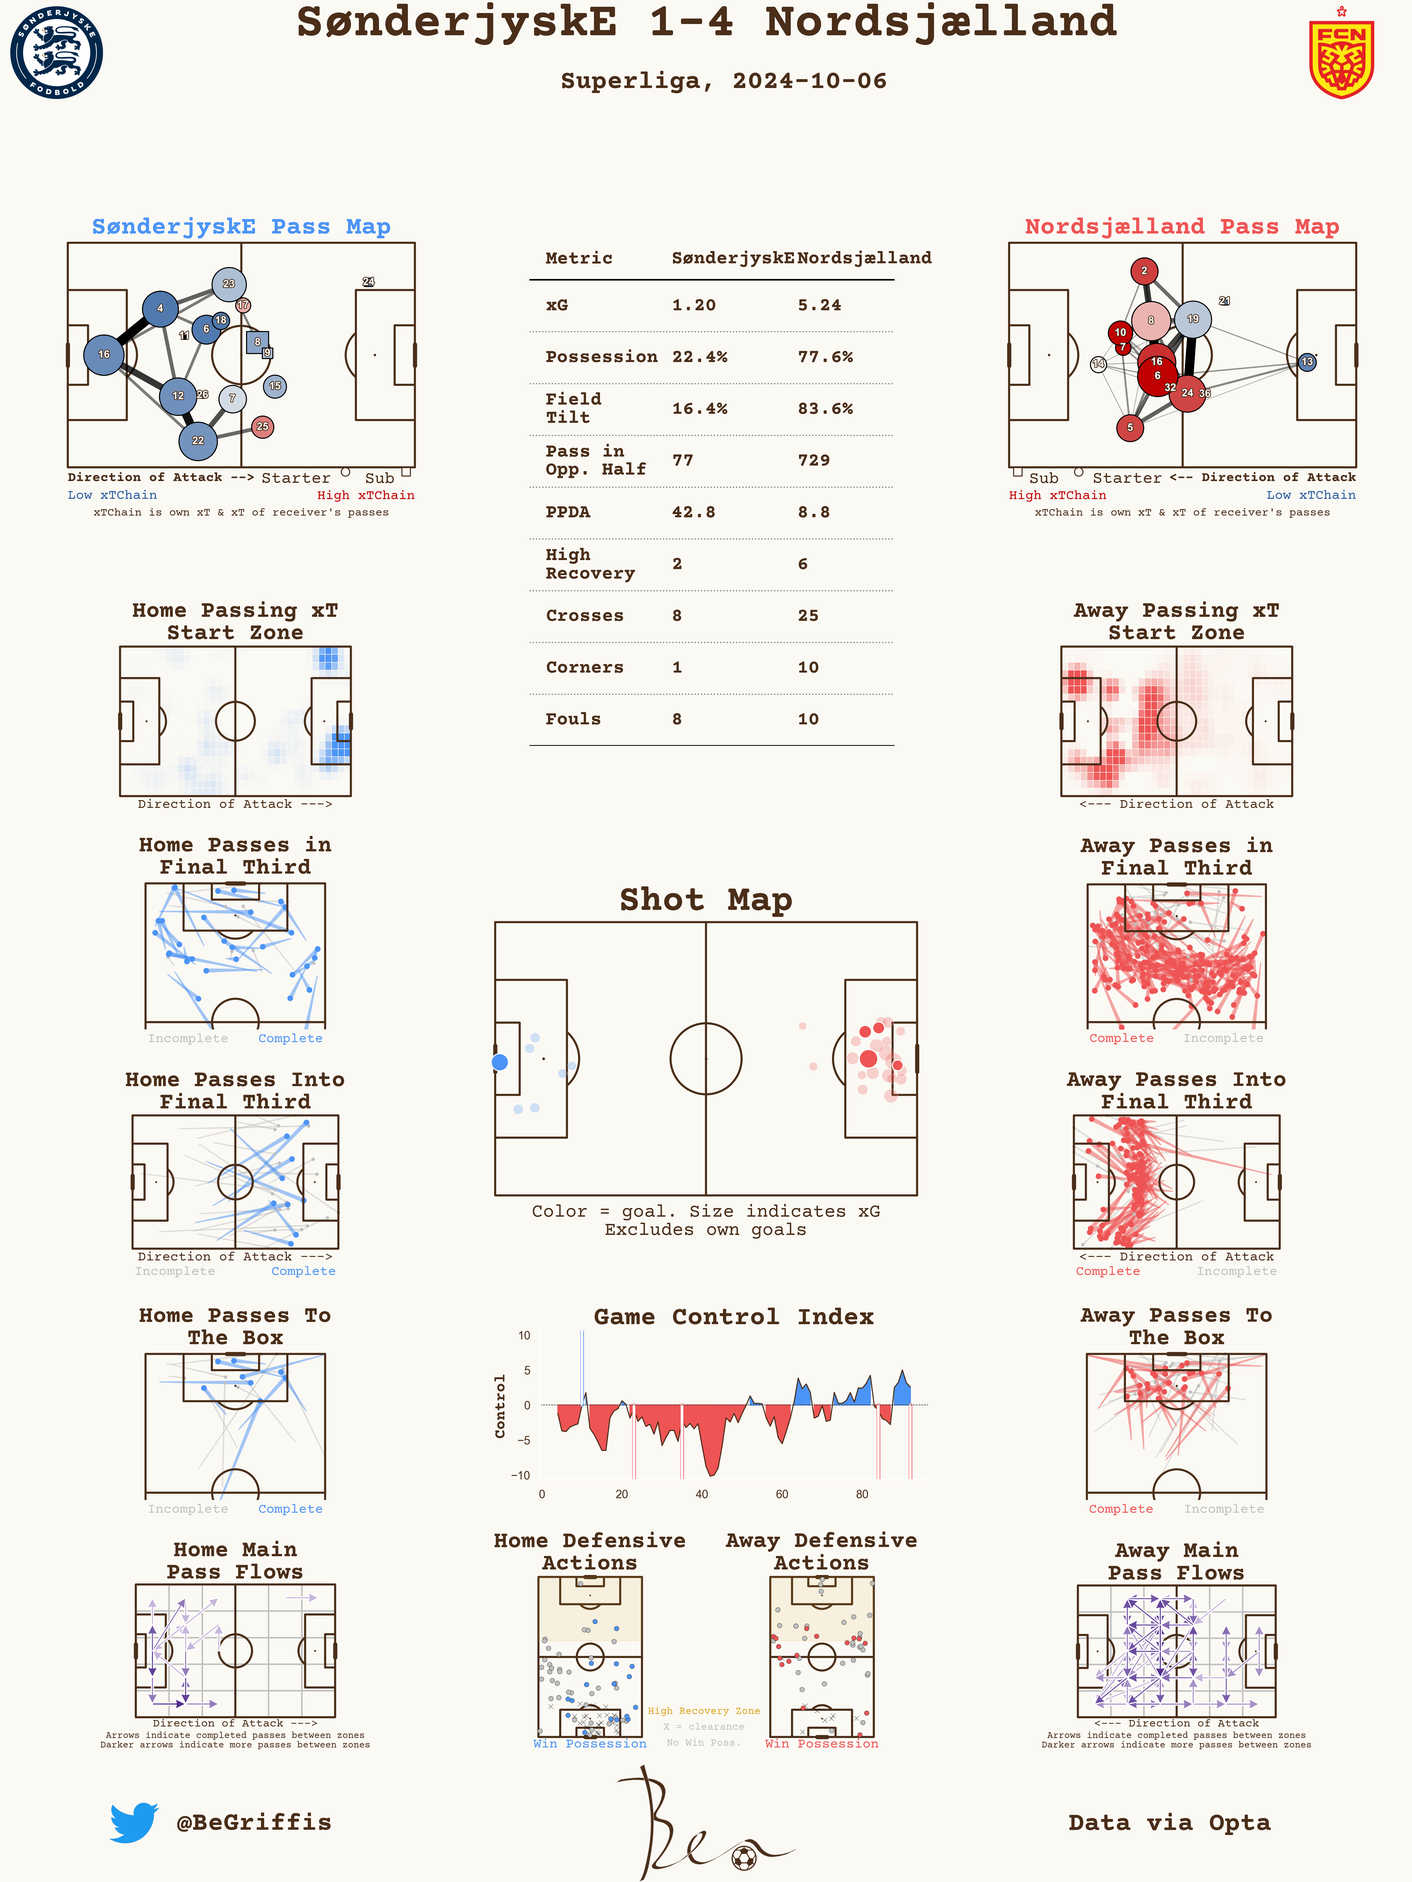 SønderjyskE 1-4 Nordsjælland
Superliga, 2024-10-06
SØNDERJYSKE
FODBOLD
FCN
SønderjyskE Pass Map
23
4
17
18
6
11
8
9
16
15
12
26
7
25
22
24
Direction of Attack --> Starter Sub
Low xTChain High xTChain
xTChain is own xT & xT of receiver's passes
Metric SønderjyskE Nordsjælland
xG 1.20 5.24
Possession 22.4% 77.6%
Field
Tilt 16.4% 83.6%
Pass in
Opp. Half 77 729
PPDA 42.8 8.8
High
Recovery 2 6
Crosses 8 25
Corners 1 10
Fouls 8 10
Nordsjælland Pass Map
2
21
8
19
10
7
14
16
13
6
32
24
36
5
Sub Starter <-- Direction of Attack
High xTChain Low xTChain
xTChain is own xT & xT of receiver's passes
Home Passing xT
Start Zone
Direction of Attack --->
Away Passing xT
Start Zone
<--- Direction of Attack
Home Passes in
Final Third
Incomplete Complete
Away Passes in
Final Third
Complete Incomplete
Shot Map
Color = goal. Size indicates xG
Excludes own goals
Home Passes Into
Final Third
Direction of Attack --->
Incomplete Complete
Away Passes Into
Final Third
<--- Direction of Attack
Complete Incomplete
Home Passes To
The Box
Incomplete Complete
Game Control Index
Control
10
5
0
−5
−10
0 20 40 60 80
Away Passes To
The Box
Complete Incomplete
Home Main
Pass Flows
Direction of Attack --->
Arrows indicate completed passes between zones
Darker arrows indicate more passes between zones
Home Defensive
Actions
Win Possession
Away Defensive
Actions
Win Possession
High Recovery Zone
X = clearance
No Win Poss.
Away Main
Pass Flows
<--- Direction of Attack
Arrows indicate completed passes between zones
Darker arrows indicate more passes between zones
@BeGriffis
Ben
Data via Opta